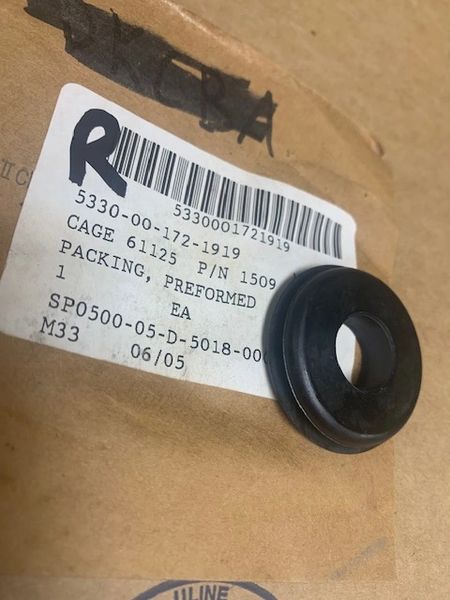 R
5330001721919
5330-00-172-1919
CAGE 61125 P/N 1509
PACKING, PREFORMED
1 EA
SP0500-05-D-5018-00
M33 06/05
ULINE